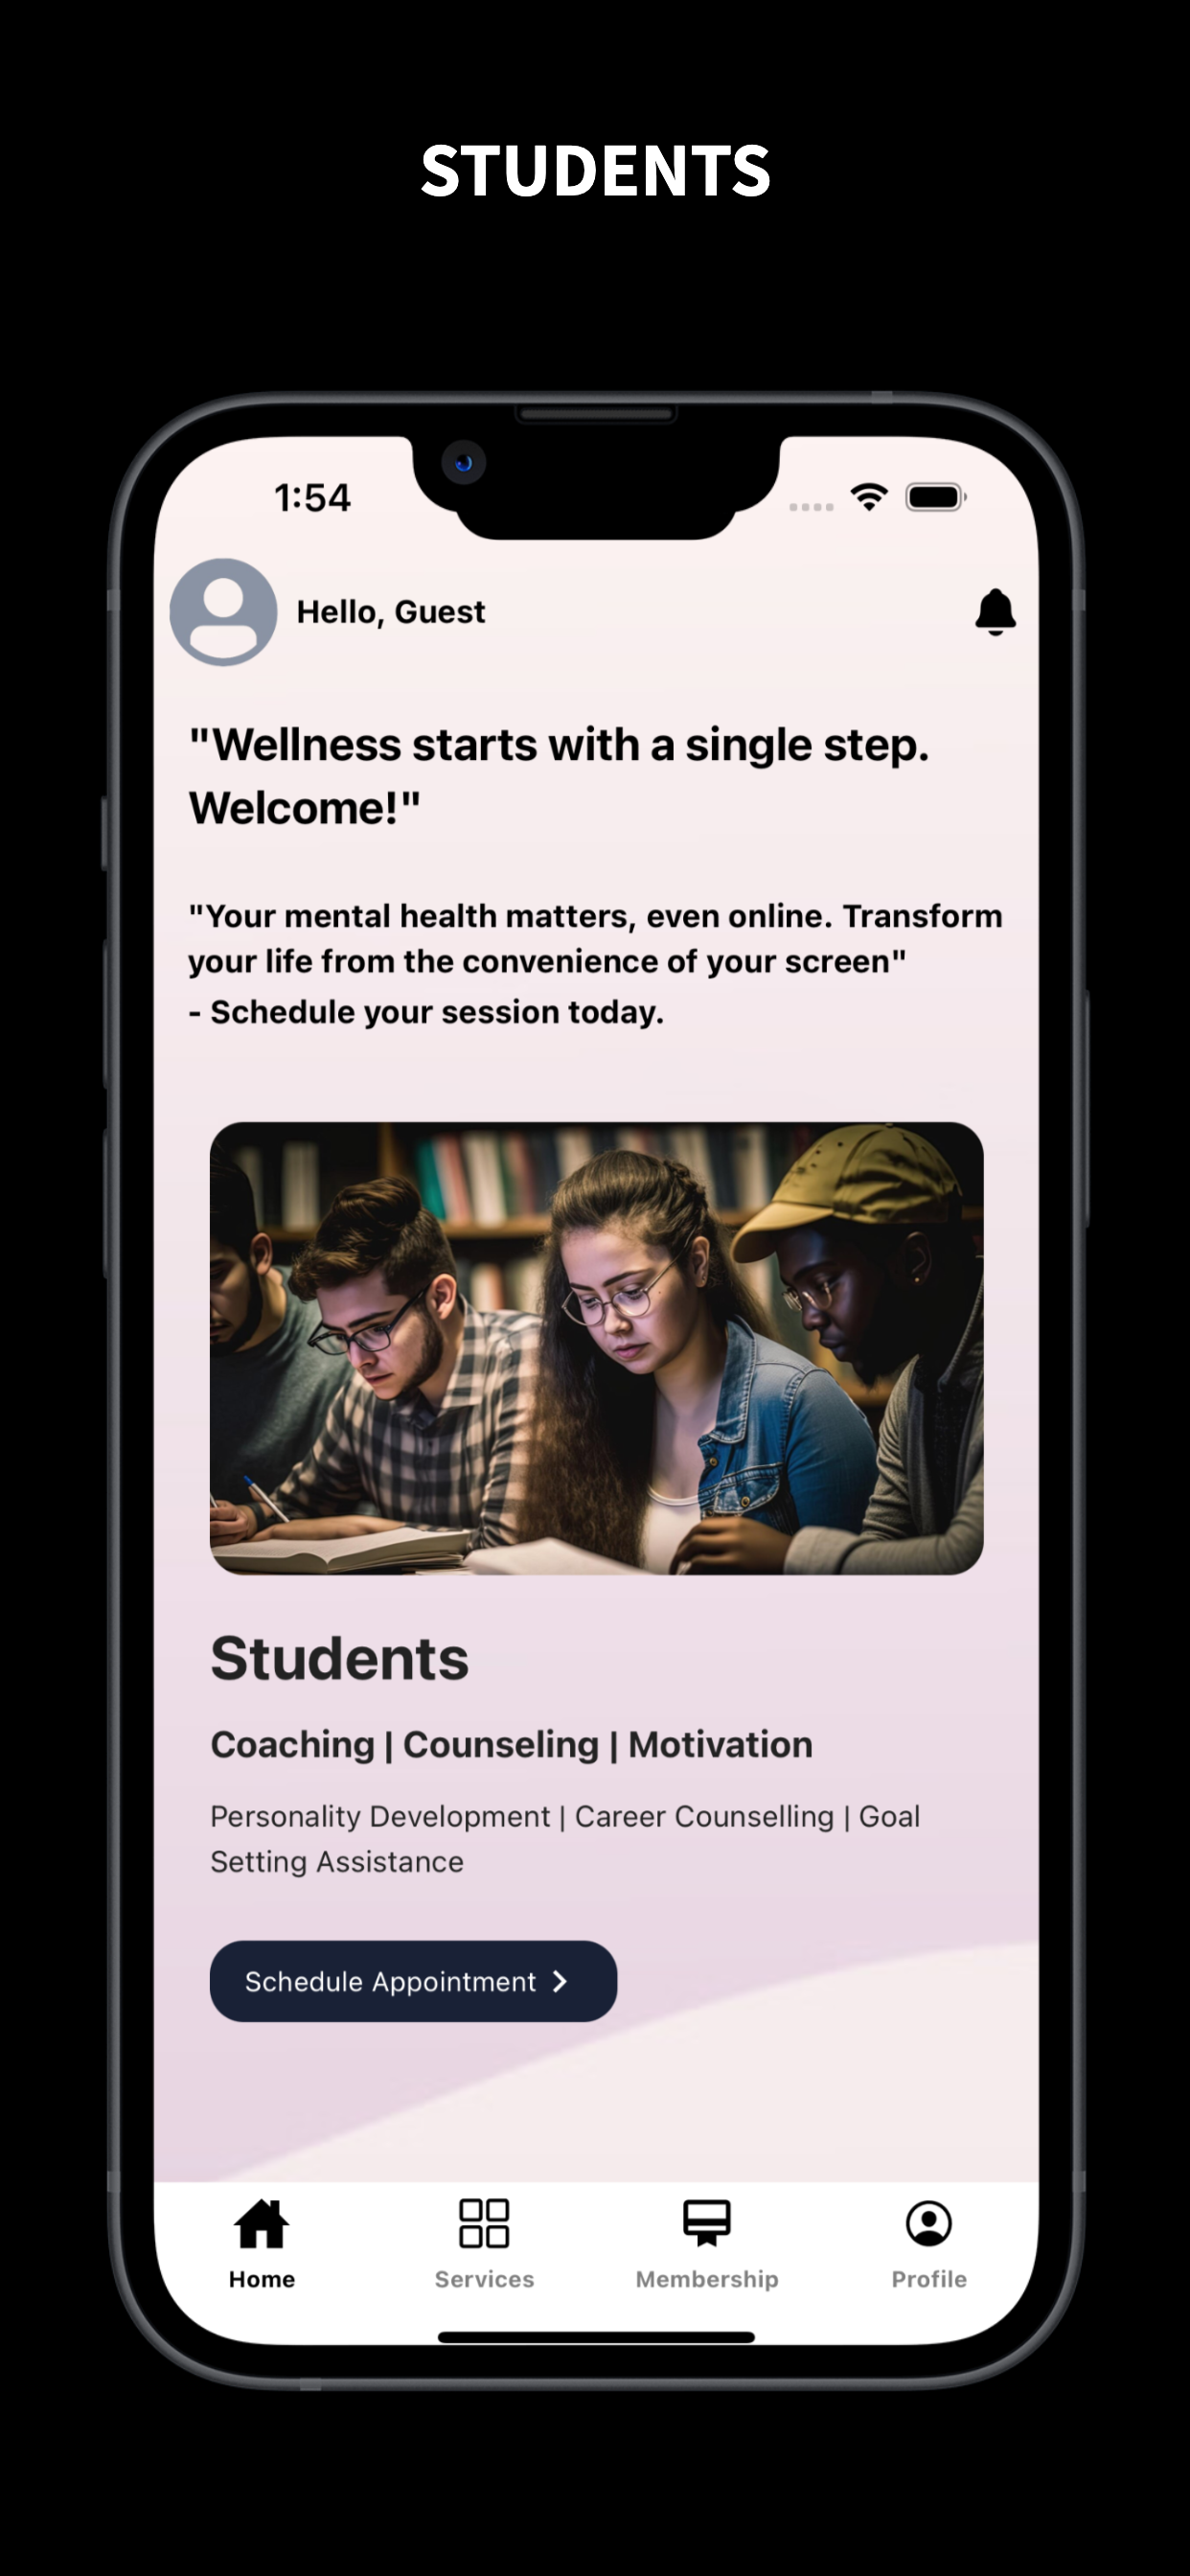 STUDENTS
1:54
Hello, Guest
"Wellness starts with a single step.
Welcome!"
"Your mental health matters, even online. Transform
your life from the convenience of your screen"
- Schedule your session today.
Students
Coaching | Counseling | Motivation
Personality Development | Career Counselling | Goal
Setting Assistance
Schedule Appointment
Home
Services
Membership
Profile